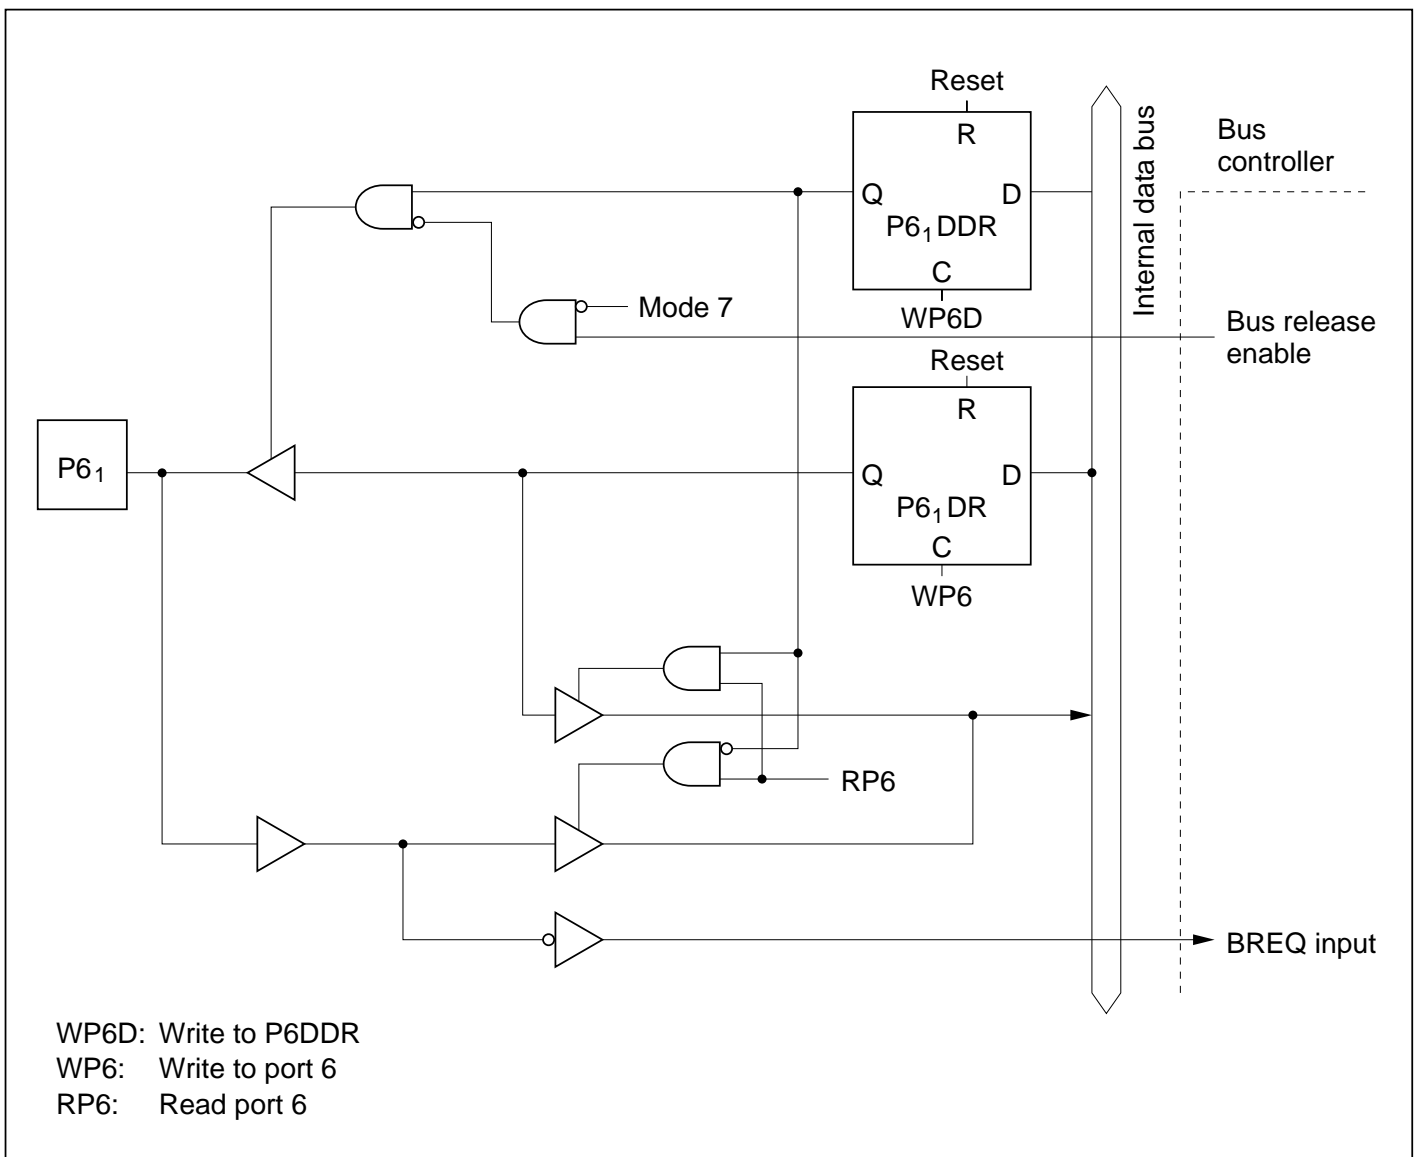 Reset
R
Q
D
P6₁DDR
C
WP6D
Internal data bus
Bus
controller
Mode 7
Bus release
enable
Reset
R
P6₁
Q
D
P6₁DR
C
WP6
RP6
BREQ input
WP6D: Write to P6DDR
WP6: Write to port 6
RP6: Read port 6